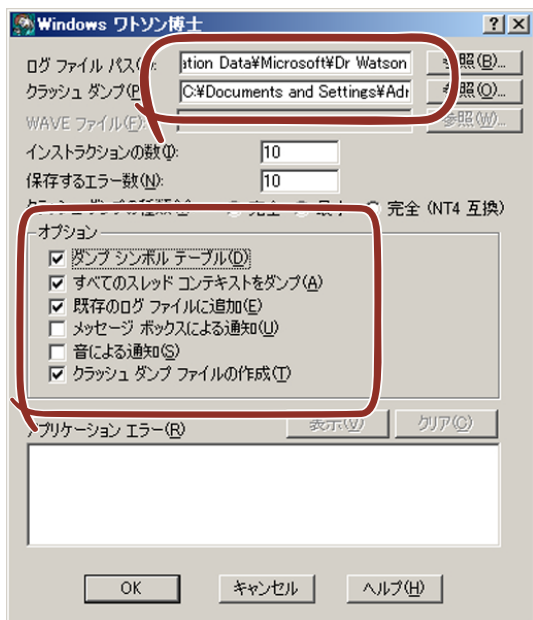 Windows ワトソン博士
ログ ファイル パス
ation Data¥Microsoft¥Dr Watson
参照(B)...
クラッシュ ダンプ(P
C:¥Documents and Settings¥Adr
参照(O)...
WAVE ファイル(F):
参照(W)...
インストラクションの数(I):
10
保存するエラー数(N):
10
完全 (NT4 互換)
オプション
ダンプ シンボル テーブル(D)
すべてのスレッド コンテキストをダンプ(A)
既存のログ ファイルに追加(E)
メッセージ ボックスによる通知(U)
音による通知(S)
クラッシュ ダンプ ファイルの作成(T)
アプリケーション エラー(R)
表示(V)
クリア(C)
OK
キャンセル
ヘルプ(H)